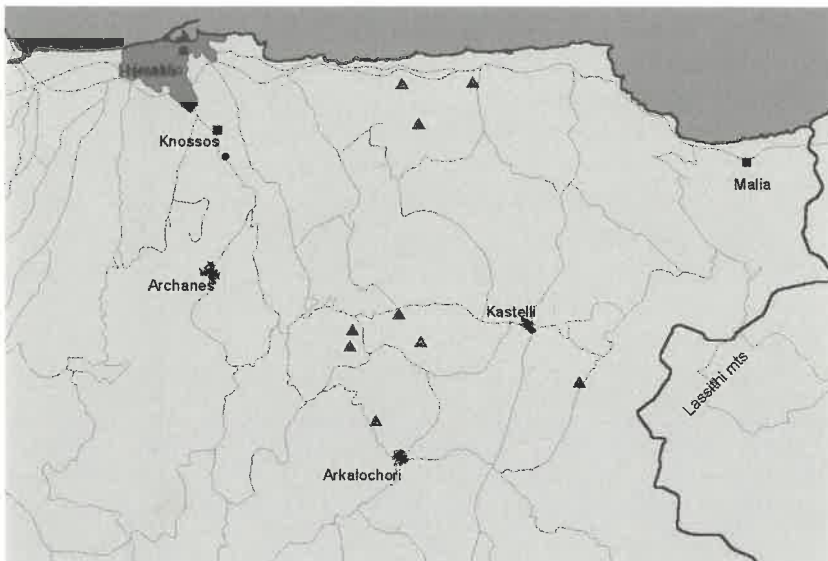 Knossos
Malia
Archanes
Kastelli
Lassithi mts
Arkalochori